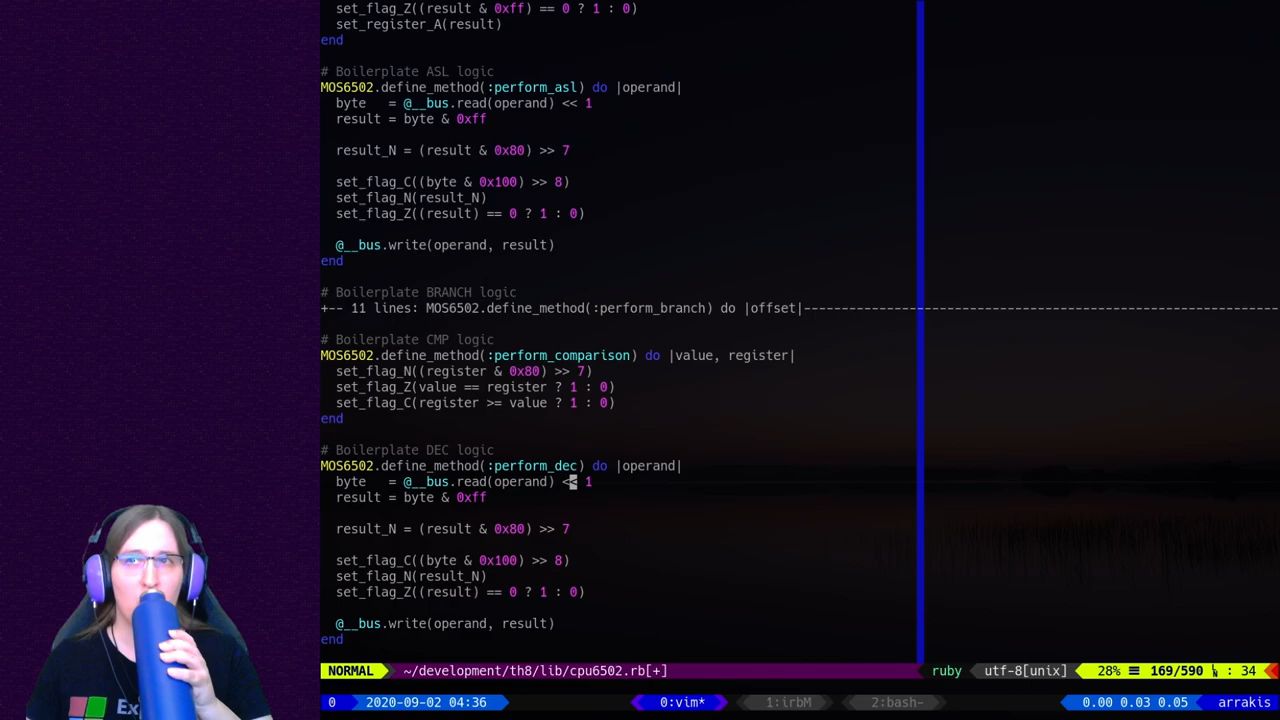 set_flag_Z((result & 0xff) == 0 ? 1 : 0)
set_register_A(result)
end
# Boilerplate ASL logic
MOS6502.define_method(:perform_asl) do |operand|
byte   = @__bus.read(operand) << 1
result = byte & 0xff
result_N = (result & 0x80) >> 7
set_flag_C((byte & 0x100) >> 8)
set_flag_N(result_N)
set_flag_Z((result) == 0 ? 1 : 0)
@__bus.write(operand, result)
end
# Boilerplate BRANCH logic
+-- 11 lines: MOS6502.define_method(:perform_branch) do |offset|---------------------------------------------------------------
# Boilerplate CMP logic
MOS6502.define_method(:perform_comparison) do |value, register|
set_flag_N((register & 0x80) >> 7)
set_flag_Z(value == register ? 1 : 0)
set_flag_C(register >= value ? 1 : 0)
end
# Boilerplate DEC logic
MOS6502.define_method(:perform_dec) do |operand|
byte   = @__bus.read(operand) << 1
result = byte & 0xff
result_N = (result & 0x80) >> 7
set_flag_C((byte & 0x100) >> 8)
set_flag_N(result_N)
set_flag_Z((result) == 0 ? 1 : 0)
@__bus.write(operand, result)
end
NORMAL ~/development/th8/lib/cpu6502.rb[+] ruby utf-8[unix] 28% ☰ 169/590 ㏑ : 34
0 2020-09-02 04:36 0:vim* 1:irbM 2:bash- 0.00 0.03 0.05 arrakis